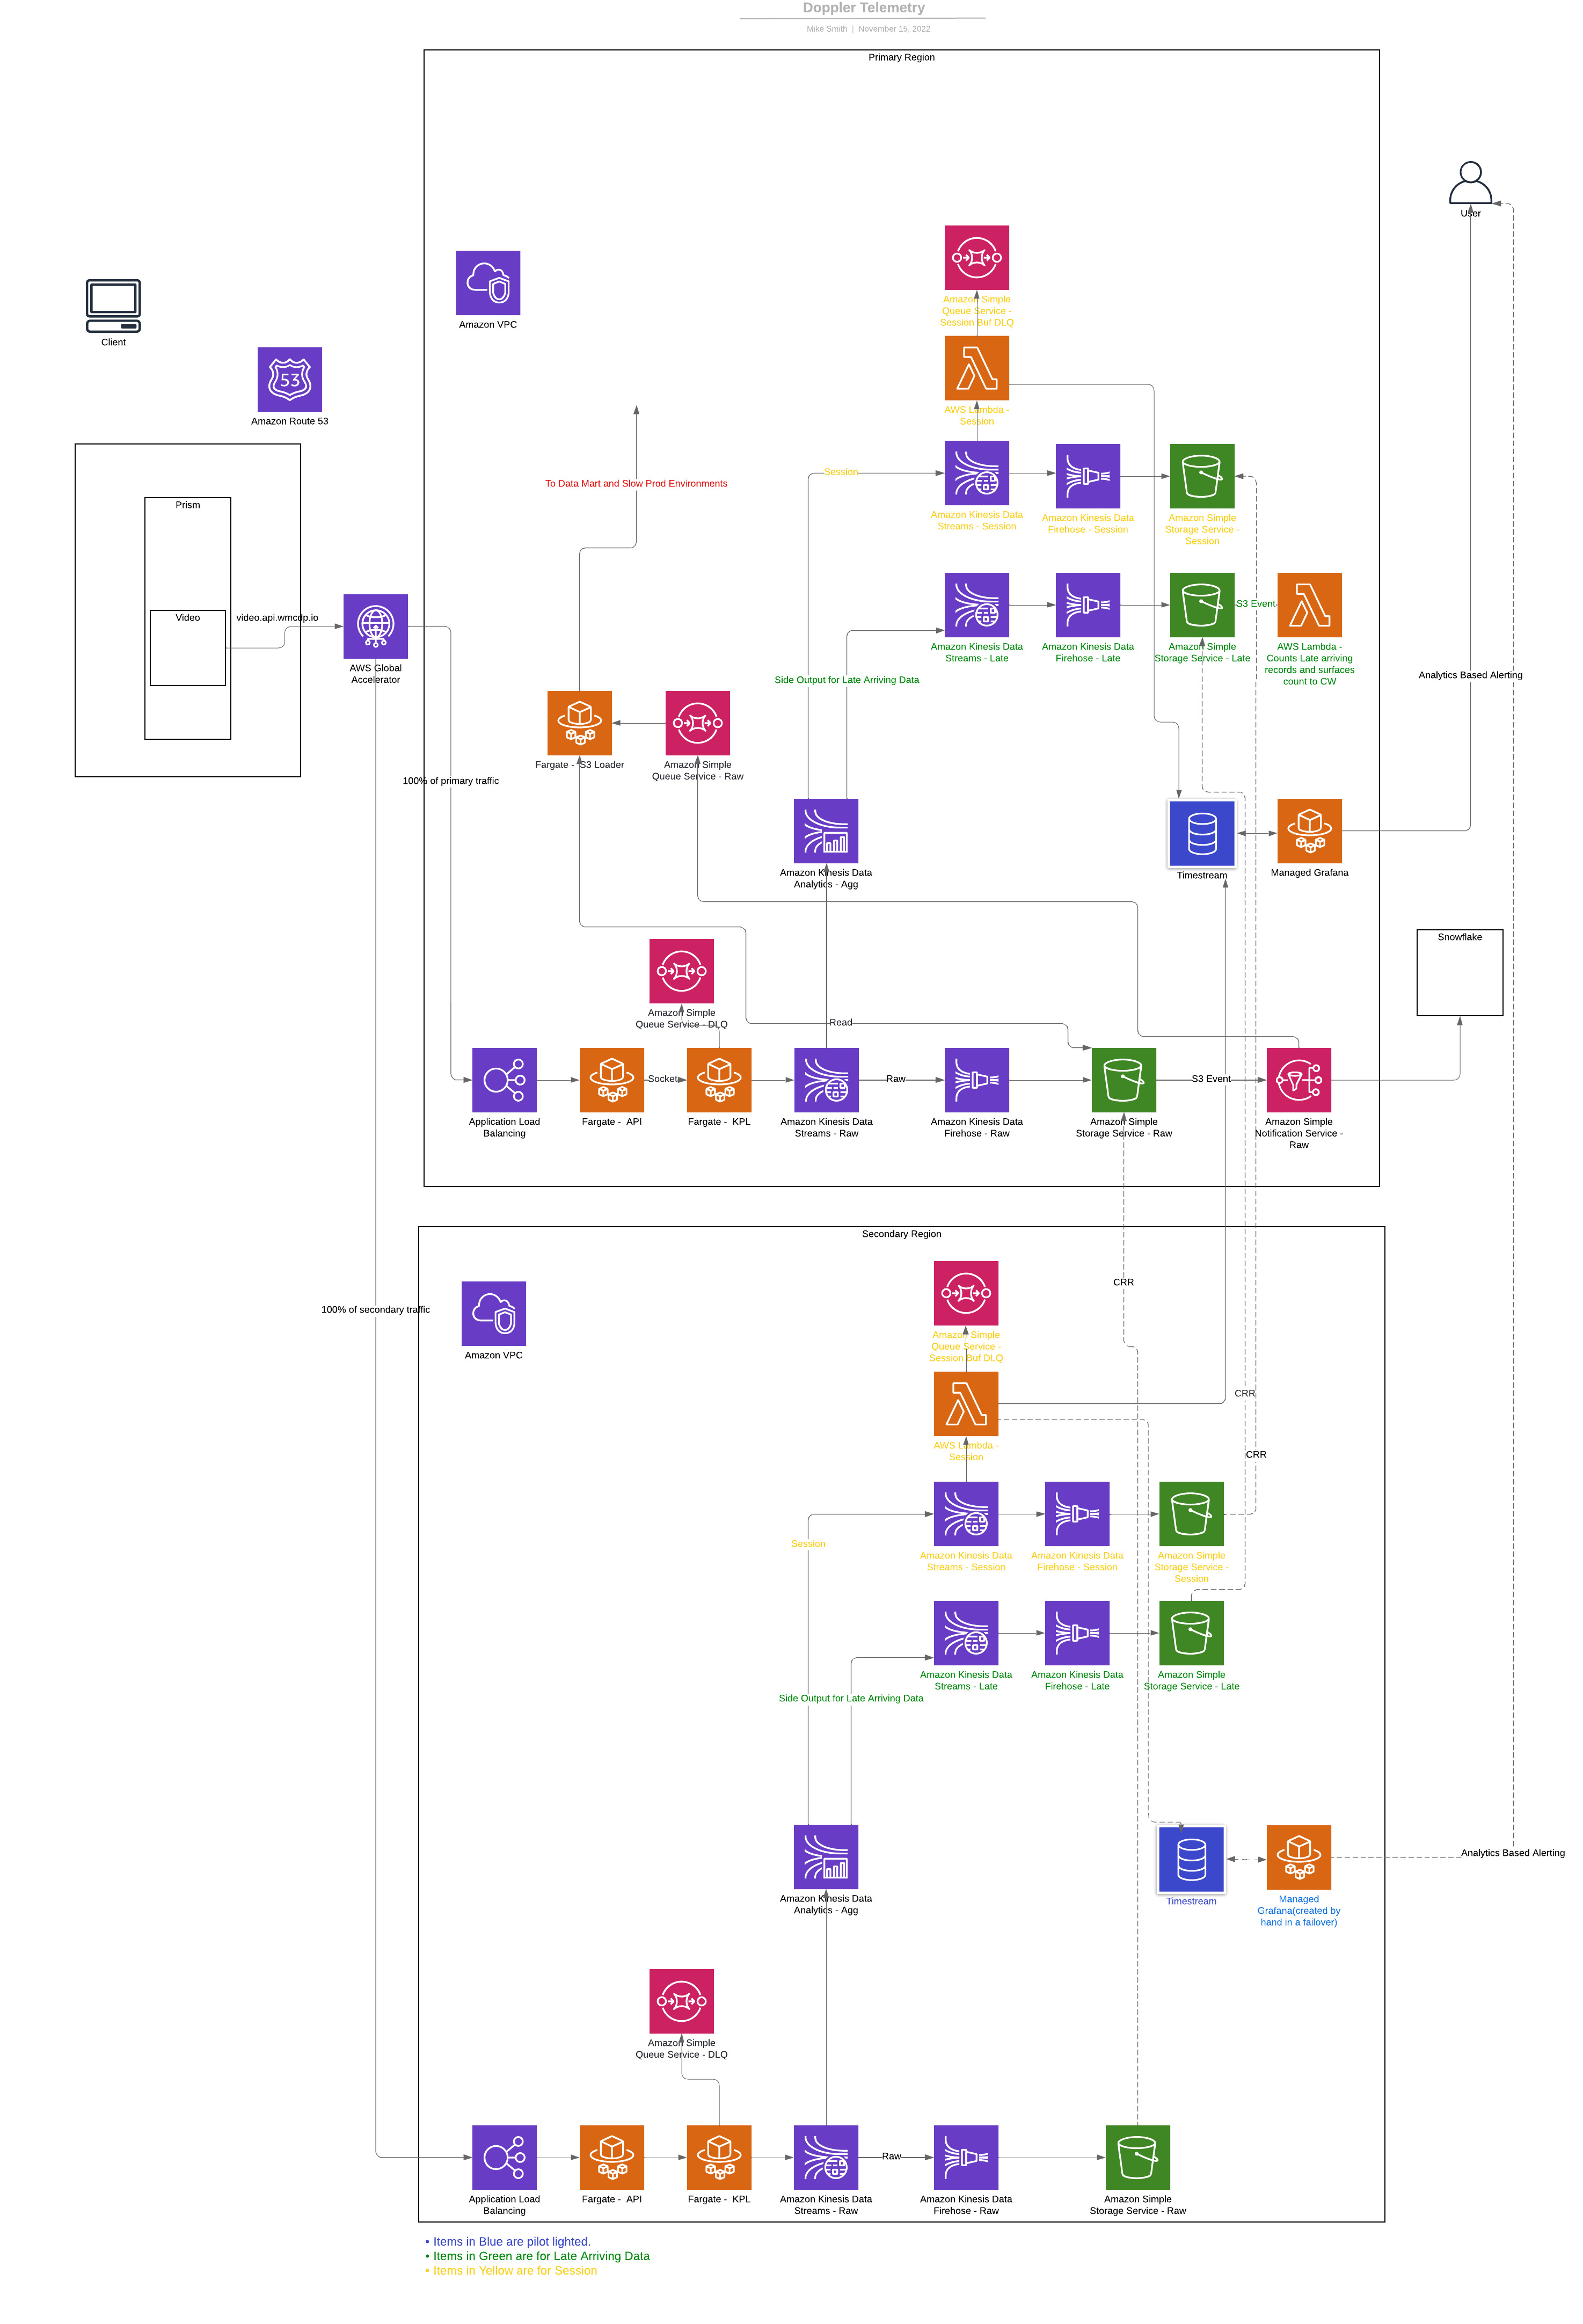 Doppler Telemetry
Mike Smith | November 15, 2022
Primary Region
User
Amazon VPC
Client
Amazon Simple
Queue Service -
Session Buf DLQ
53
Amazon Route 53
AWS Lambda -
Session
Session
To Data Mart and Slow Prod Environments
Amazon Kinesis Data
Streams - Session
Amazon Kinesis Data
Firehose - Session
Amazon Simple
Storage Service -
Session
Prism
Video
video.api.wmcdp.io
AWS Global
Accelerator
S3 Event
Amazon Kinesis Data
Streams - Late
Amazon Kinesis Data
Firehose - Late
Amazon Simple
Storage Service - Late
AWS Lambda -
Counts Late arriving
records and surfaces
count to CW
Side Output for Late Arriving Data
Analytics Based Alerting
Fargate - S3 Loader
Amazon Simple
Queue Service - Raw
100% of primary traffic
Amazon Kinesis Data
Analytics - Agg
Timestream
Managed Grafana
Snowflake
Amazon Simple
Queue Service - DLQ
Read
Socket
Raw
S3 Event
Application Load
Balancing
Fargate - API
Fargate - KPL
Amazon Kinesis Data
Streams - Raw
Amazon Kinesis Data
Firehose - Raw
Amazon Simple
Storage Service - Raw
Amazon Simple
Notification Service -
Raw
Secondary Region
CRR
100% of secondary traffic
Amazon VPC
Amazon Simple
Queue Service -
Session Buf DLQ
CRR
AWS Lambda -
Session
CRR
Session
Amazon Kinesis Data
Streams - Session
Amazon Kinesis Data
Firehose - Session
Amazon Simple
Storage Service -
Session
Amazon Kinesis Data
Streams - Late
Amazon Kinesis Data
Firehose - Late
Amazon Simple
Storage Service - Late
Side Output for Late Arriving Data
Analytics Based Alerting
Amazon Kinesis Data
Analytics - Agg
Timestream
Managed
Grafana(created by
hand in a failover)
Amazon Simple
Queue Service - DLQ
Raw
Application Load
Balancing
Fargate - API
Fargate - KPL
Amazon Kinesis Data
Streams - Raw
Amazon Kinesis Data
Firehose - Raw
Amazon Simple
Storage Service - Raw
• Items in Blue are pilot lighted.
• Items in Green are for Late Arriving Data
• Items in Yellow are for Session